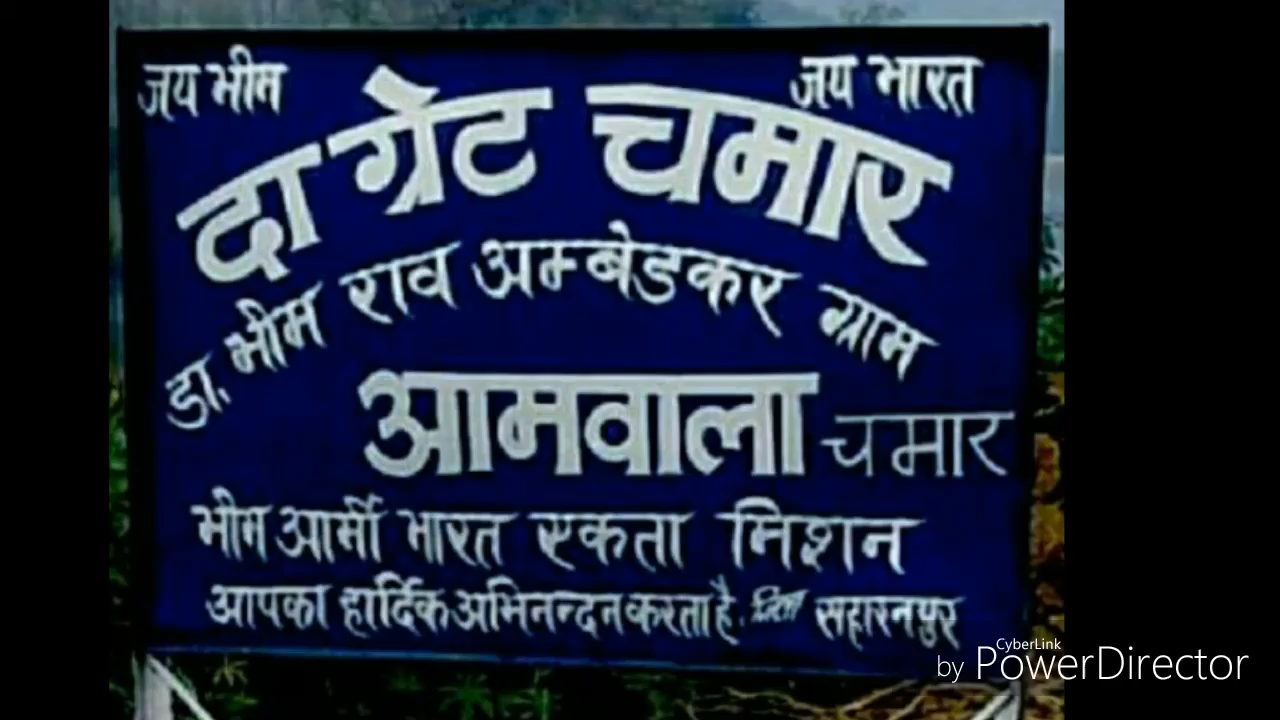 जय भीम जय भारत
दा ग्रेट चमार
डा. भीम राव अम्बेडकर ग्राम
आमवाला चमार
भीम आर्मी भारत एकता मिशन
आपका हार्दिक अभिनन्दन करता है. जिला सहारनपुर
CyberLink
by PowerDirector